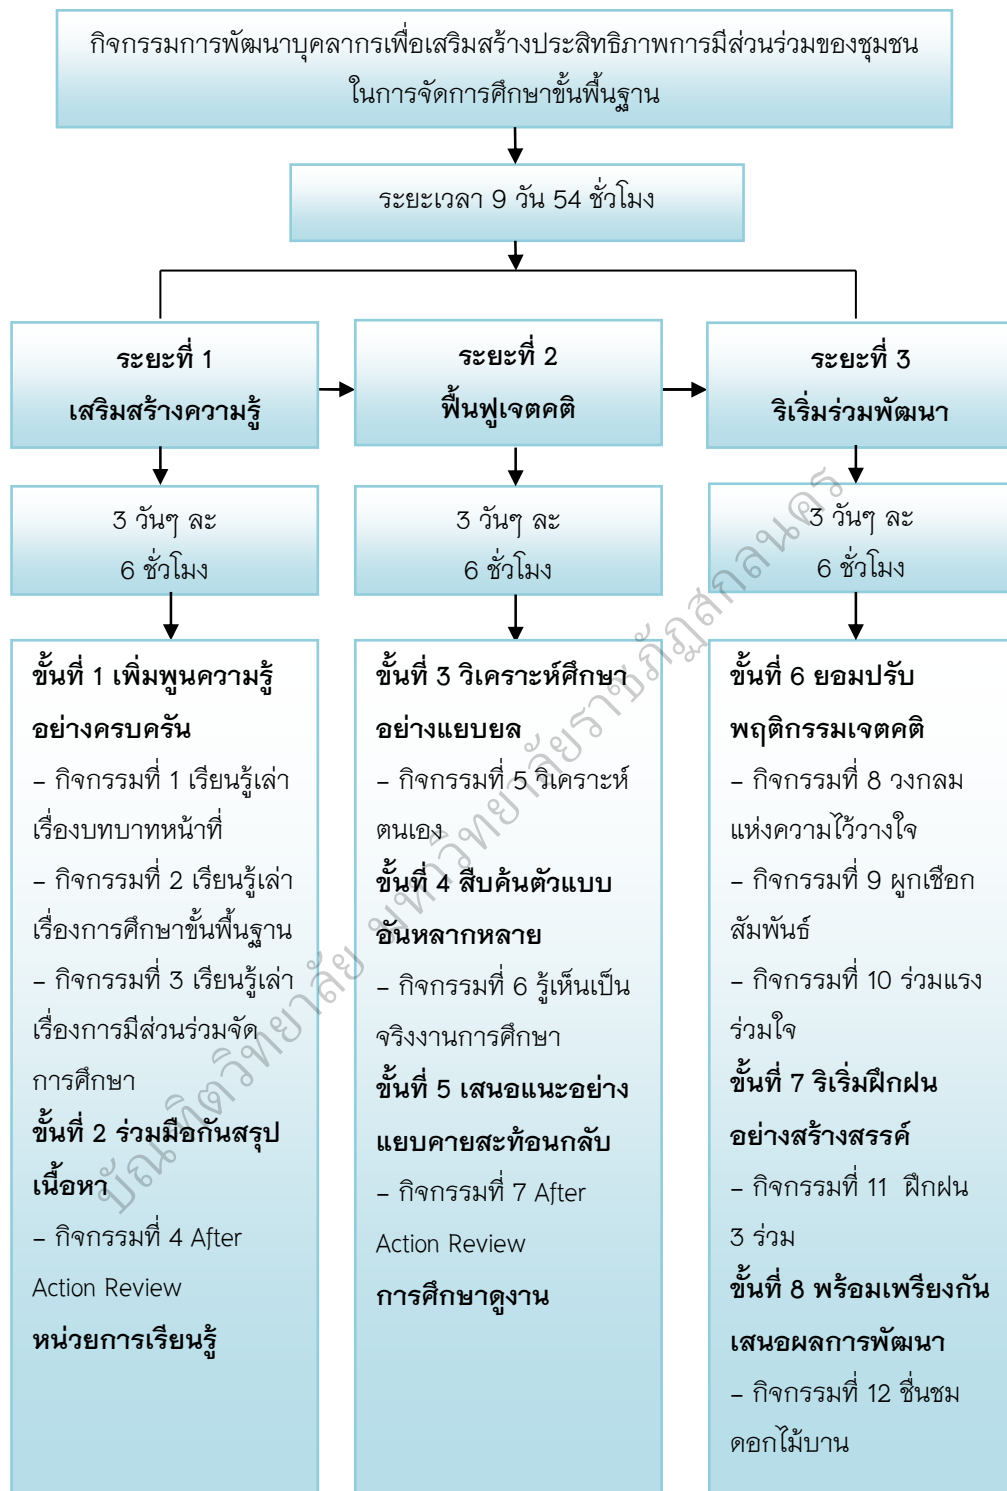 กิจกรรมการพัฒนาบุคลากรเพื่อเสริมสร้างประสิทธิภาพการมีส่วนร่วมของชุมชน
ในการจัดการศึกษาขั้นพื้นฐาน
ระยะเวลา 9 วัน 54 ชั่วโมง
ระยะที่ 1
เสริมสร้างความรู้
ระยะที่ 2
ฟื้นฟูเจตคติ
ระยะที่ 3
ริเริ่มร่วมพัฒนา
3 วันๆ ละ
6 ชั่วโมง
3 วันๆ ละ
6 ชั่วโมง
3 วันๆ ละ
6 ชั่วโมง
ขั้นที่ 1 เพิ่มพูนความรู้
อย่างครบครัน
– กิจกรรมที่ 1 เรียนรู้เล่า
เรื่องบทบาทหน้าที่
– กิจกรรมที่ 2 เรียนรู้เล่า
เรื่องการศึกษาขั้นพื้นฐาน
– กิจกรรมที่ 3 เรียนรู้เล่า
เรื่องการมีส่วนร่วมจัด
การศึกษา
ขั้นที่ 2 ร่วมมือกันสรุป
เนื้อหา
– กิจกรรมที่ 4 After
Action Review
หน่วยการเรียนรู้
ขั้นที่ 3 วิเคราะห์ศึกษา
อย่างแยบยล
– กิจกรรมที่ 5 วิเคราะห์
ตนเอง
ขั้นที่ 4 สืบค้นตัวแบบ
อันหลากหลาย
– กิจกรรมที่ 6 รู้เห็นเป็น
จริงงานการศึกษา
ขั้นที่ 5 เสนอแนะอย่าง
แยบคายสะท้อนกลับ
– กิจกรรมที่ 7 After
Action Review
การศึกษาดูงาน
ขั้นที่ 6 ยอมปรับ
พฤติกรรมเจตคติ
– กิจกรรมที่ 8 วงกลม
แห่งความไว้วางใจ
– กิจกรรมที่ 9 ผูกเชือก
สัมพันธ์
– กิจกรรมที่ 10 ร่วมแรง
ร่วมใจ
ขั้นที่ 7 ริเริ่มฝึกฝน
อย่างสร้างสรรค์
– กิจกรรมที่ 11 ฝึกฝน
3 ร่วม
ขั้นที่ 8 พร้อมเพรียงกัน
เสนอผลการพัฒนา
– กิจกรรมที่ 12 ชื่นชม
ดอกไม้บาน
บัณฑิตวิทยาลัย มหาวิทยาลัยราชภัฏสกลนคร